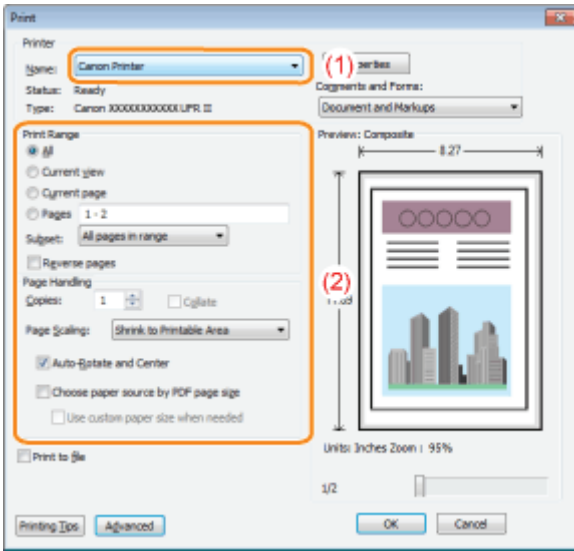 Print
Printer
Name: Canon Printer
(1)
Status: Ready
Comments and Forms:
Type: Canon XXXXXXXXXXXX UFR II
Document and Markups
Print Range
Preview: Composite
All
8.27
Current view
Current page
Pages 1 - 2
Subset: All pages in range
Reverse pages
(2)
Page Handling
Copies: 1 Collate
Page Scaling: Shrink to Printable Area
Auto-Rotate and Center
Choose paper source by PDF page size
Use custom paper size when needed
Units: Inches Zoom : 95%
Print to file
1/2
Printing Tips Advanced OK Cancel